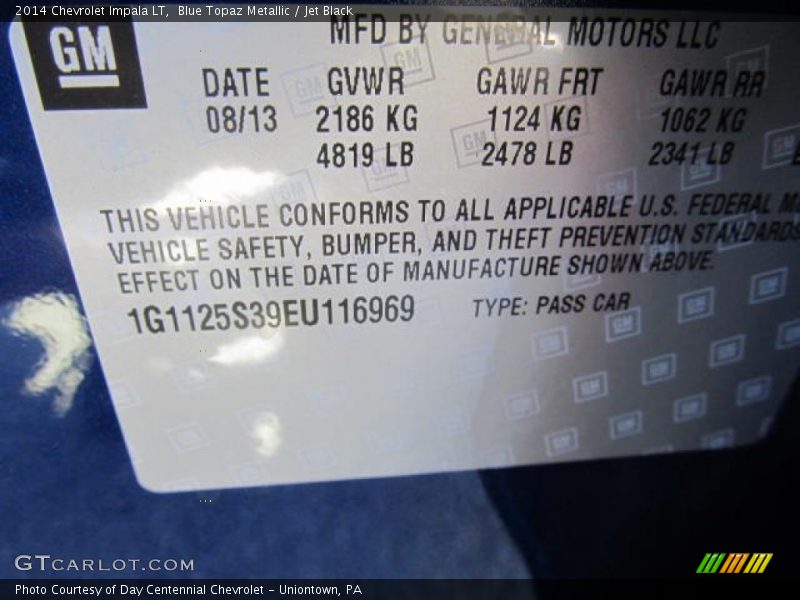 2014 Chevrolet Impala LT, Blue Topaz Metallic / Jet Black
MFD BY GENERAL MOTORS LLC
GM
DATE GVWR GAWR FRT GAWR RR
08/13 2186 KG 1124 KG 1062 KG
4819 LB 2478 LB 2341 LB
THIS VEHICLE CONFORMS TO ALL APPLICABLE U.S. FEDERAL
VEHICLE SAFETY, BUMPER, AND THEFT PREVENTION STANDARDS
EFFECT ON THE DATE OF MANUFACTURE SHOWN ABOVE.
1G1125S39EU116969 TYPE: PASS CAR
GTCARLOT.COM
Photo Courtesy of Day Centennial Chevrolet - Uniontown, PA